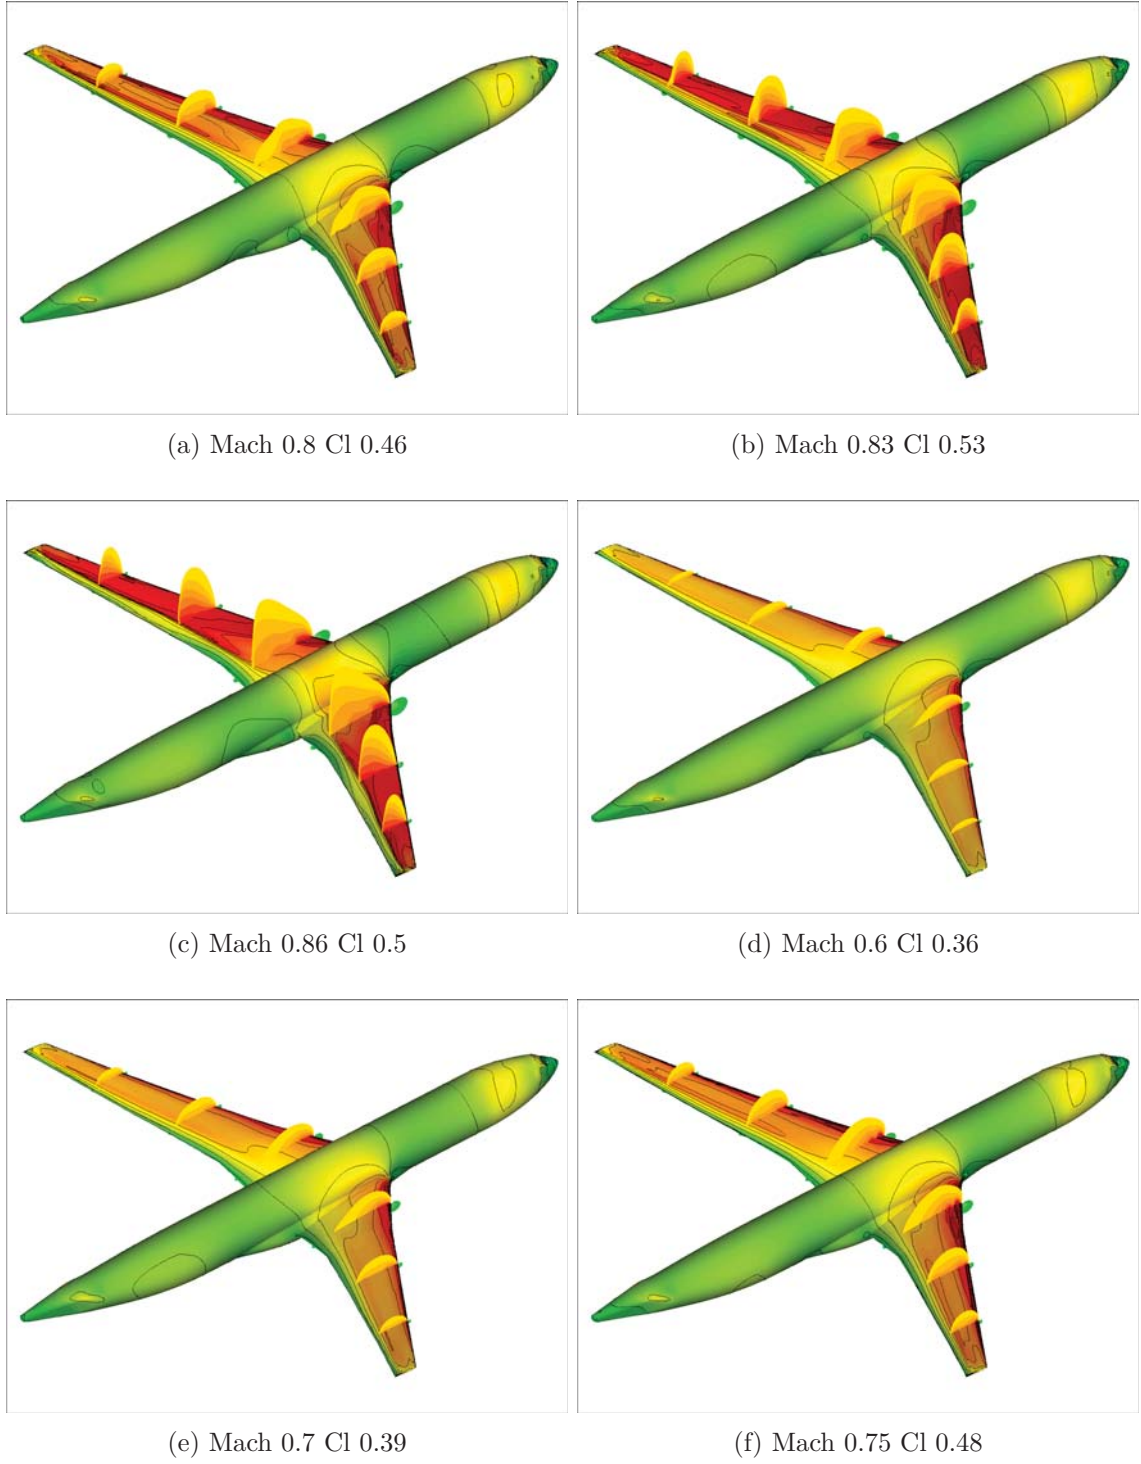 (a) Mach 0.8 Cl 0.46
(b) Mach 0.83 Cl 0.53
(c) Mach 0.86 Cl 0.5
(d) Mach 0.6 Cl 0.36
(e) Mach 0.7 Cl 0.39
(f) Mach 0.75 Cl 0.48